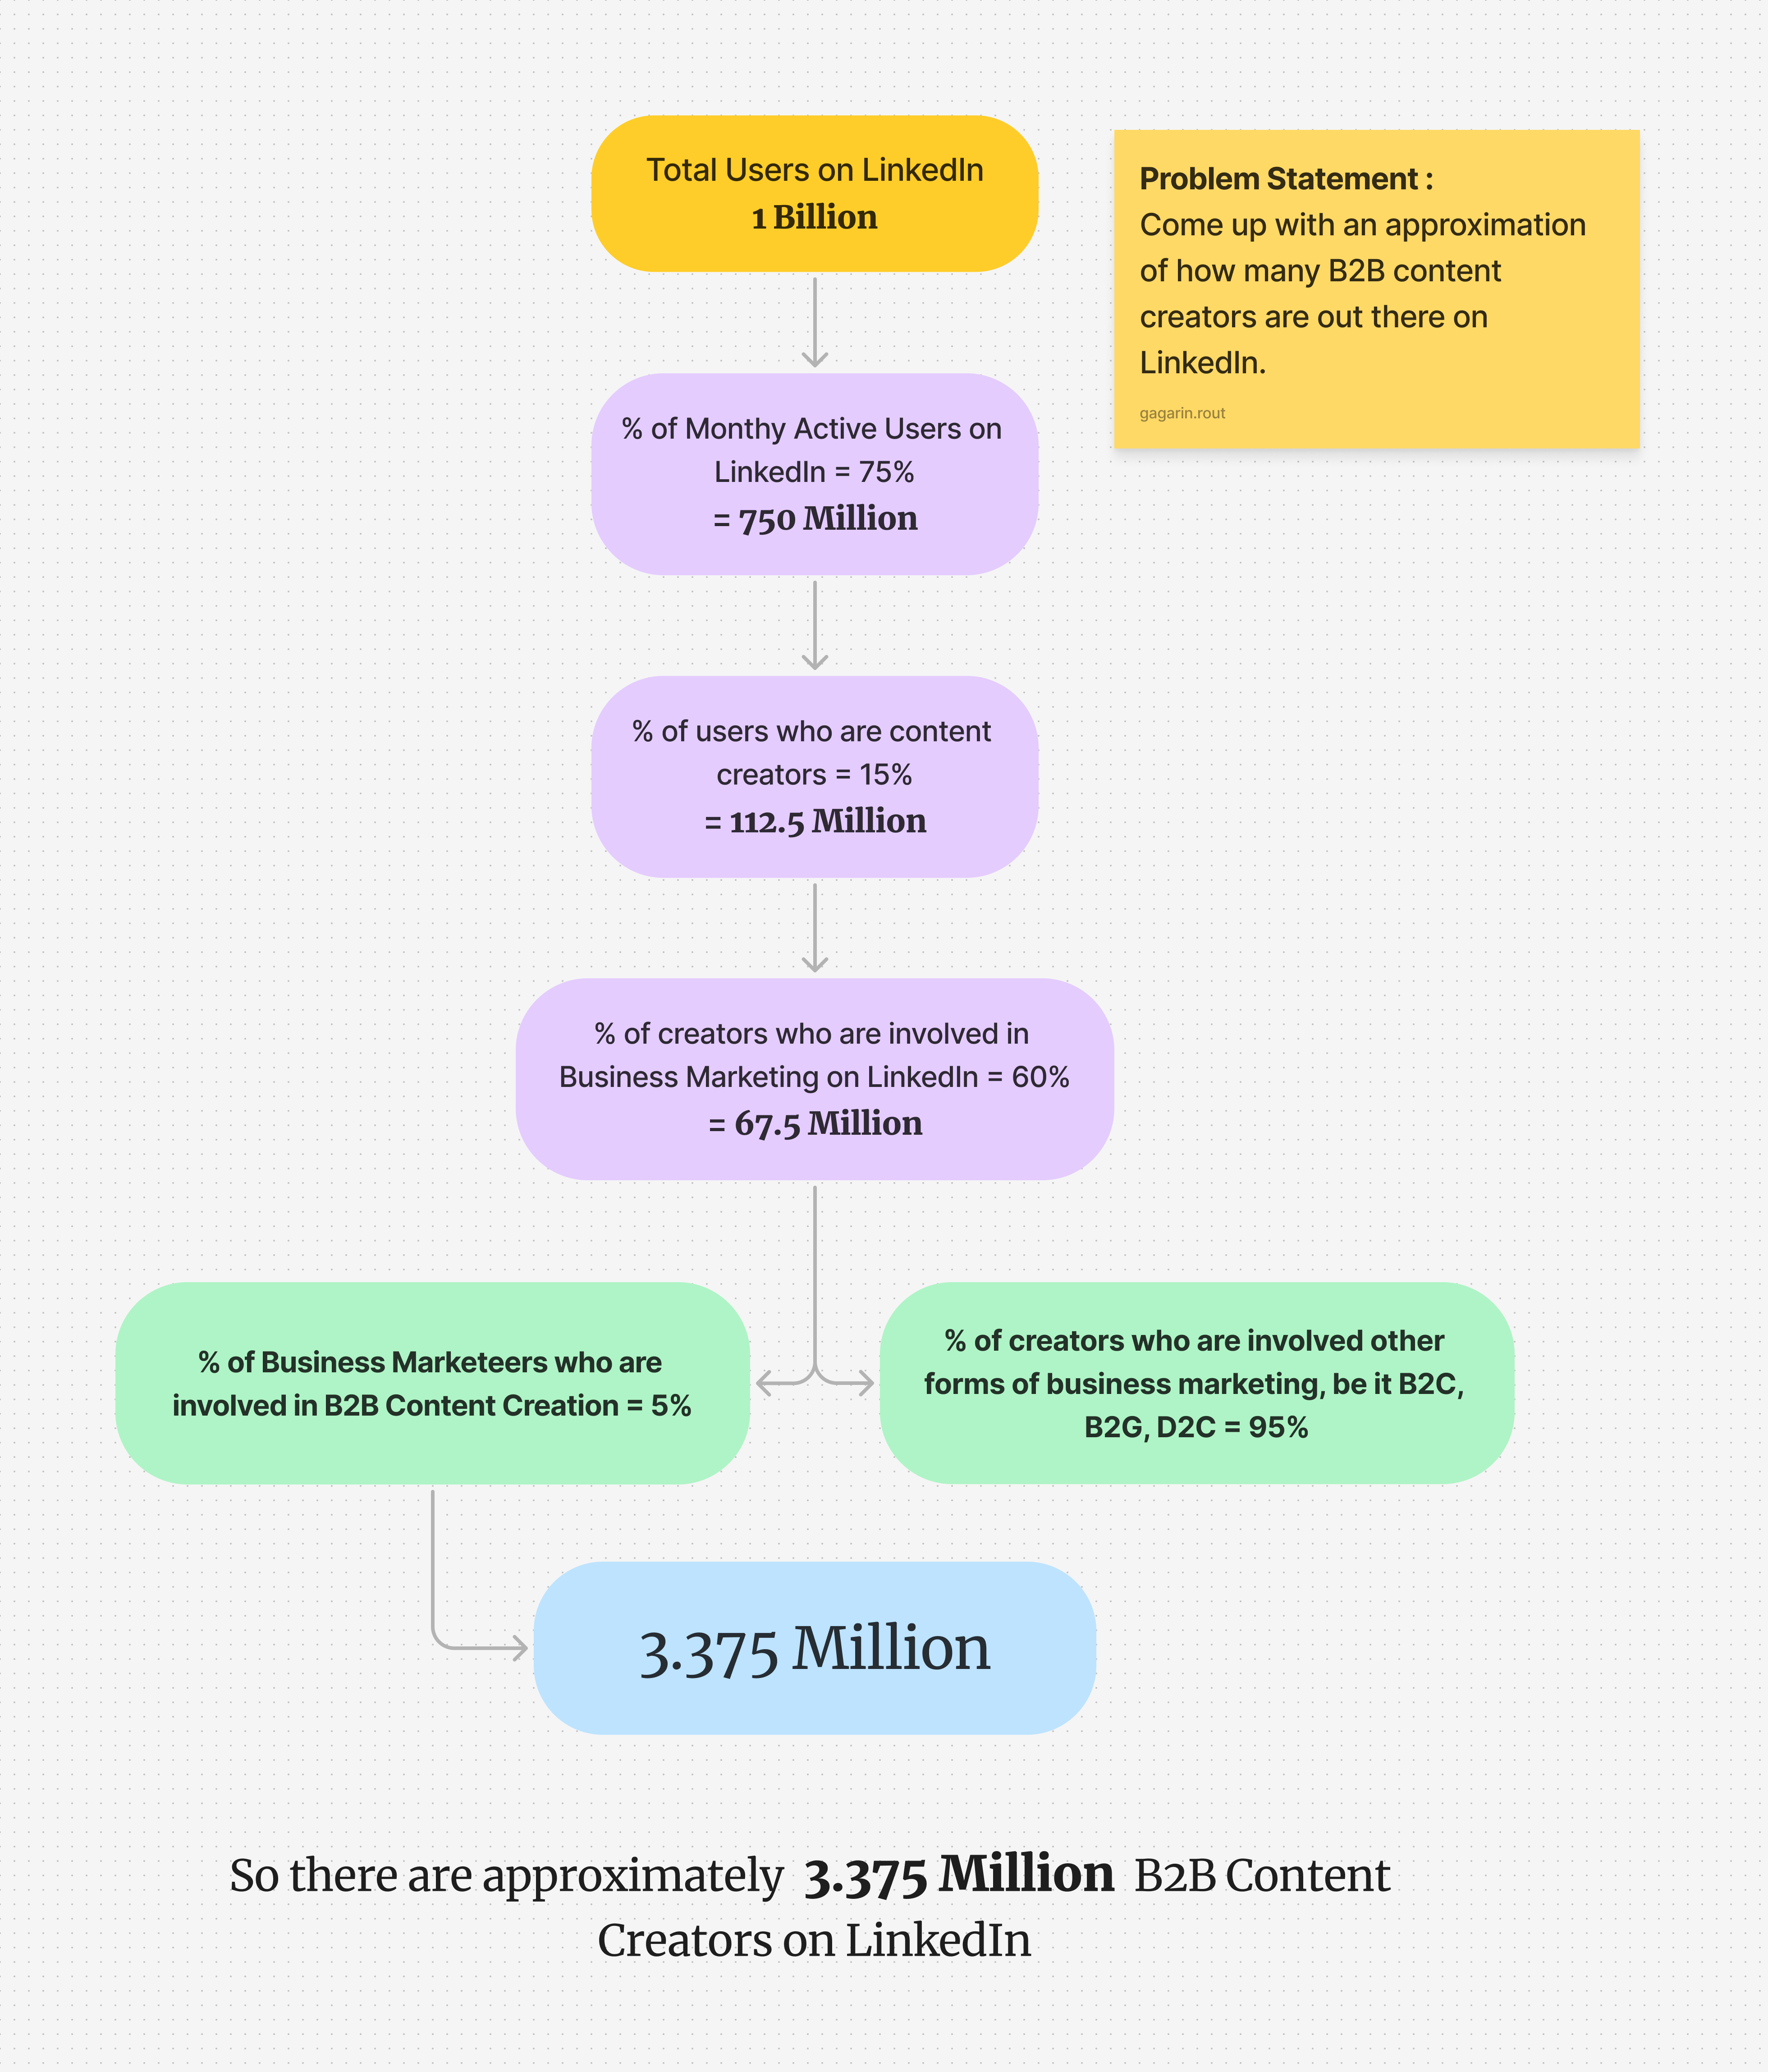 Total Users on LinkedIn
1 Billion
Problem Statement :
Come up with an approximation
of how many B2B content
creators are out there on
LinkedIn.
gagarin.rout
% of Monthy Active Users on
LinkedIn = 75%
= 750 Million
% of users who are content
creators = 15%
= 112.5 Million
% of creators who are involved in
Business Marketing on LinkedIn = 60%
= 67.5 Million
% of Business Marketeers who are
involved in B2B Content Creation = 5%
% of creators who are involved other
forms of business marketing, be it B2C,
B2G, D2C = 95%
3.375 Million
So there are approximately 3.375 Million B2B Content
Creators on LinkedIn